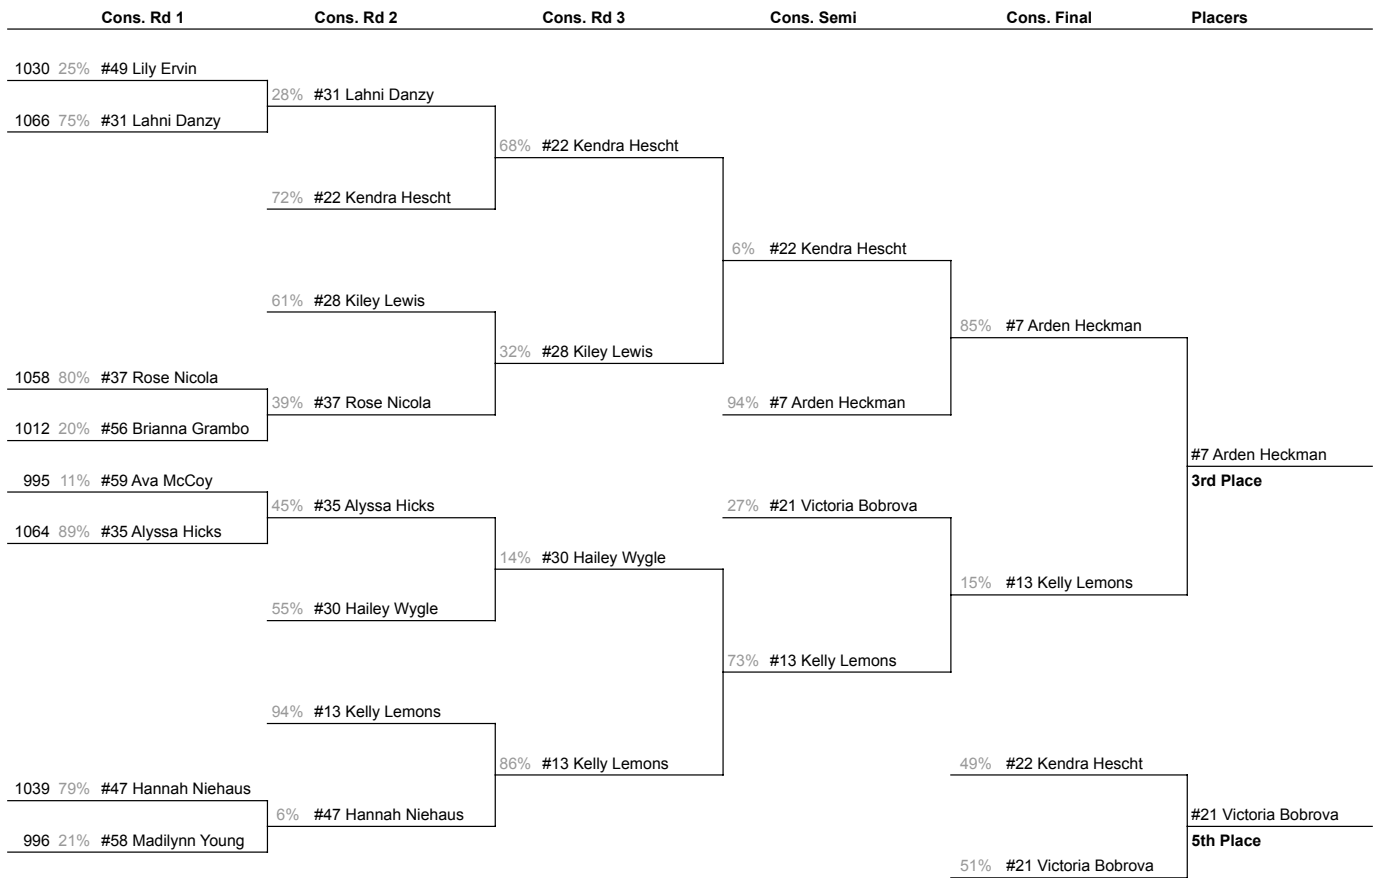 Cons. Rd 1 Cons. Rd 2 Cons. Rd 3 Cons. Semi Cons. Final Placers
1030 25% #49 Lily Ervin
28% #31 Lahni Danzy
1066 75% #31 Lahni Danzy
68% #22 Kendra Hescht
72% #22 Kendra Hescht
6% #22 Kendra Hescht
61% #28 Kiley Lewis
85% #7 Arden Heckman
32% #28 Kiley Lewis
1058 80% #37 Rose Nicola
39% #37 Rose Nicola 94% #7 Arden Heckman
1012 20% #56 Brianna Grambo
#7 Arden Heckman
995 11% #59 Ava McCoy 3rd Place
45% #35 Alyssa Hicks 27% #21 Victoria Bobrova
1064 89% #35 Alyssa Hicks
14% #30 Hailey Wygle
15% #13 Kelly Lemons
55% #30 Hailey Wygle
73% #13 Kelly Lemons
94% #13 Kelly Lemons
86% #13 Kelly Lemons 49% #22 Kendra Hescht
1039 79% #47 Hannah Niehaus
6% #47 Hannah Niehaus #21 Victoria Bobrova
996 21% #58 Madilynn Young 5th Place
51% #21 Victoria Bobrova